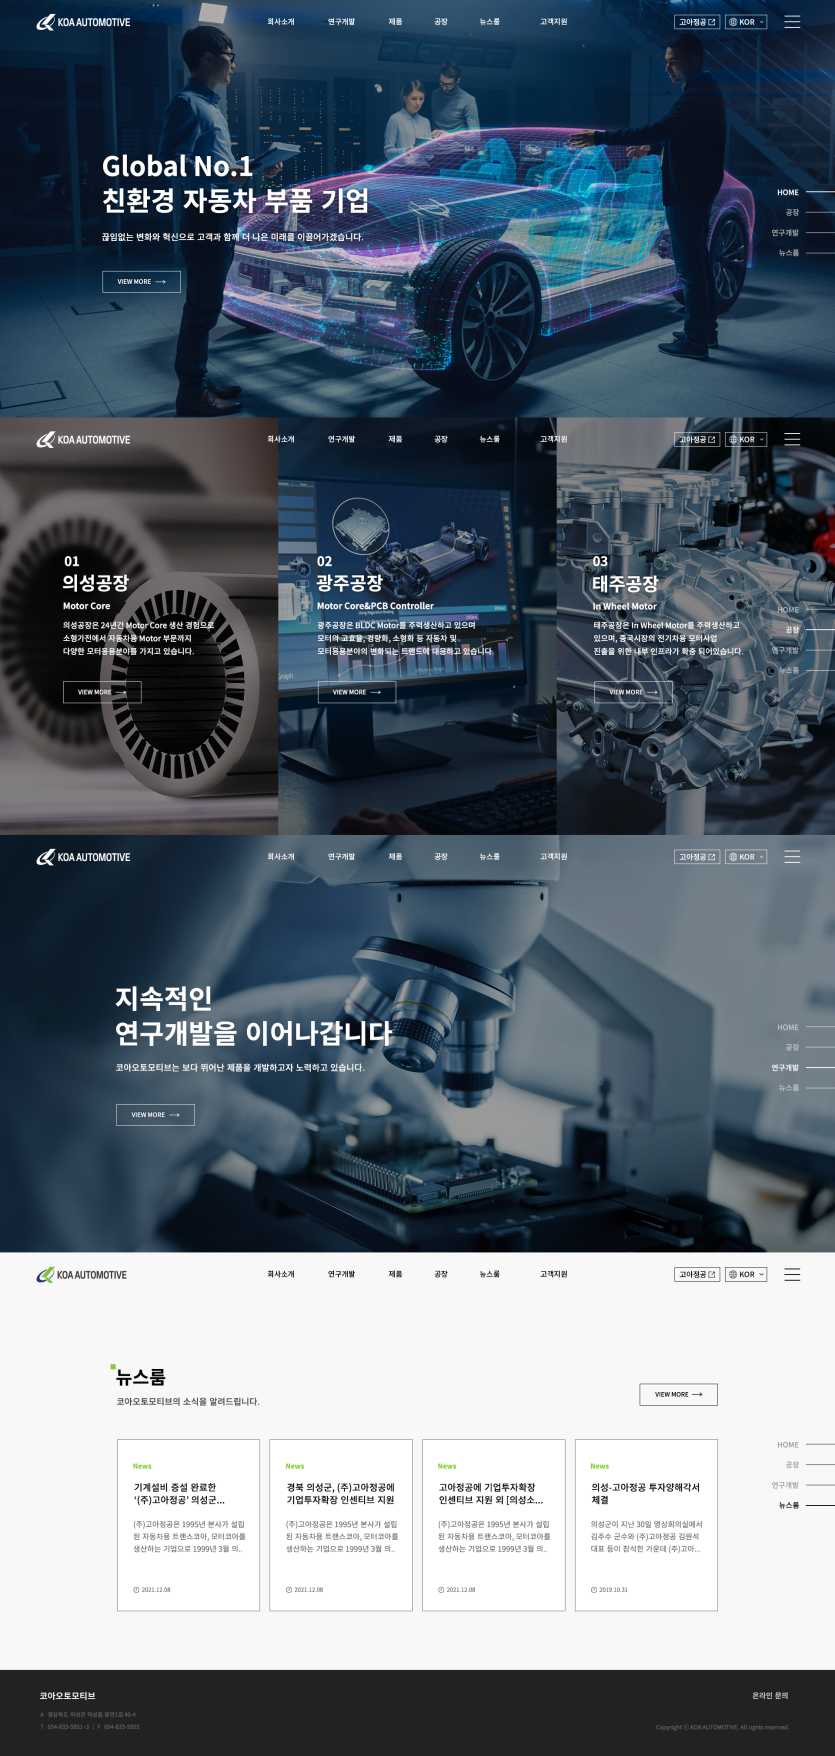 KOA AUTOMOTIVE
회사소개 연구개발 제품 공장 뉴스룸 고객지원
고아정공 KOR
Global No.1
친환경 자동차 부품 기업
끊임없는 변화와 혁신으로 고객과 함께 더 나은 미래를 이끌어가겠습니다.
VIEW MORE
HOME
공장
연구개발
뉴스룸
KOA AUTOMOTIVE
회사소개 연구개발 제품 공장 뉴스룸 고객지원
고아정공 KOR
01
의성공장
Motor Core
의성공장은 24년간 Motor Core 생산 경험으로
소형가전에서 자동차용 Motor 부문까지
다양한 모터응용분야를 가지고 있습니다.
VIEW MORE
02
광주공장
Motor Core&PCB Controller
광주공장은 BLDC Motor를 주력생산하고 있으며
모터의 고효율, 경량화, 소형화 등 자동차 및
모터응용분야의 변화되는 트랜드에 대응하고 있습니다.
Graph
VIEW MORE
03
태주공장
In Wheel Motor
태주공장은 In Wheel Motor를 주력생산하고
있으며, 중국시장의 전기차용 모터사업
진출을 위한 내부 인프라가 확충 되어있습니다.
VIEW MORE
HOME
공장
연구개발
뉴스룸
KOA AUTOMOTIVE
회사소개 연구개발 제품 공장 뉴스룸 고객지원
고아정공 KOR
지속적인
연구개발을 이어나갑니다
코아오토모티브는 보다 뛰어난 제품을 개발하고자 노력하고 있습니다.
VIEW MORE
HOME
공장
연구개발
뉴스룸
KOA AUTOMOTIVE
회사소개 연구개발 제품 공장 뉴스룸 고객지원
고아정공 KOR
뉴스룸
코아오토모티브의 소식을 알려드립니다.
VIEW MORE
News
기계설비 증설 완료한
‘(주)고아정공’ 의성군...
(주)고아정공은 1995년 본사가 설립
된 자동차용 트랜스코아, 모터코아를
생산하는 기업으로 1999년 3월 의..
2021.12.08
News
경북 의성군, (주)고아정공에
기업투자확장 인센티브 지원
(주)고아정공은 1995년 본사가 설립
된 자동차용 트랜스코아, 모터코아를
생산하는 기업으로 1999년 3월 의..
2021.12.08
News
고아정공에 기업투자확장
인센티브 지원 외 [의성소...
(주)고아정공은 1995년 본사가 설립
된 자동차용 트랜스코아, 모터코아를
생산하는 기업으로 1999년 3월 의..
2021.12.08
News
의성-고아정공 투자양해각서
체결
의성군이 지난 30일 영상회의실에서
김주수 군수와 (주)고아정공 김원석
대표 등이 참석한 가운데 (주)고아...
2019.10.31
HOME
공장
연구개발
뉴스룸
코아오토모티브
온라인 문의
A 경상북도 의성군 의성읍 용연1길 40-4
T 054-833-5951~3 | F 054-833-5955
Copyright ⓒ KOA AUTOMOTIVE. All rights reserved.